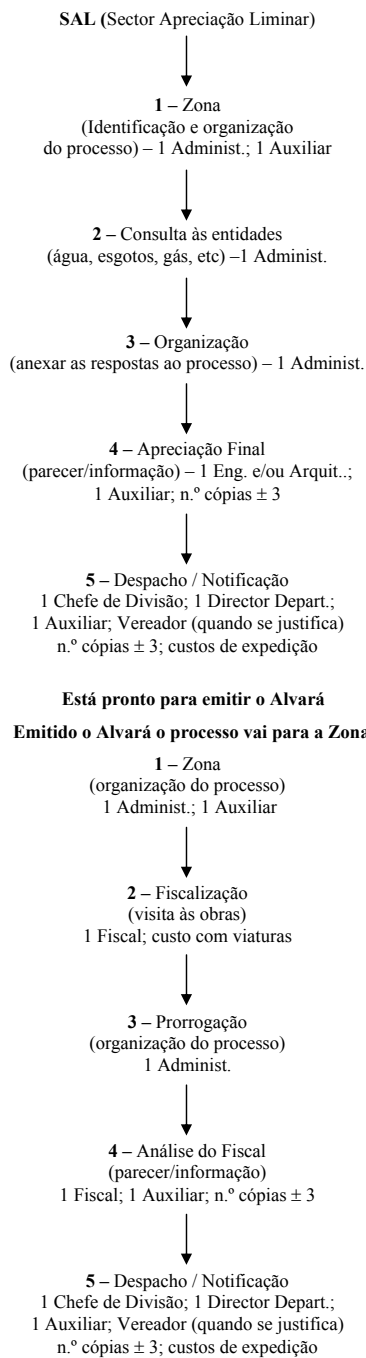 SAL (Sector Apreciação Liminar)
1 – Zona
(Identificação e organização
do processo) – 1 Administ.; 1 Auxiliar
2 – Consulta às entidades
(água, esgotos, gás, etc) –1 Administ.
3 – Organização
(anexar as respostas ao processo) – 1 Administ.
4 – Apreciação Final
(parecer/informação) – 1 Eng. e/ou Arquit..;
1 Auxiliar; n.º cópias ± 3
5 – Despacho / Notificação
1 Chefe de Divisão; 1 Director Depart.;
1 Auxiliar; Vereador (quando se justifica)
n.º cópias ± 3; custos de expedição
Está pronto para emitir o Alvará
Emitido o Alvará o processo vai para a Zona
1 – Zona
(organização do processo)
1 Administ.; 1 Auxiliar
2 – Fiscalização
(visita às obras)
1 Fiscal; custo com viaturas
3 – Prorrogação
(organização do processo)
1 Administ.
4 – Análise do Fiscal
(parecer/informação)
1 Fiscal; 1 Auxiliar; n.º cópias ± 3
5 – Despacho / Notificação
1 Chefe de Divisão; 1 Director Depart.;
1 Auxiliar; Vereador (quando se justifica)
n.º cópias ± 3; custos de expedição